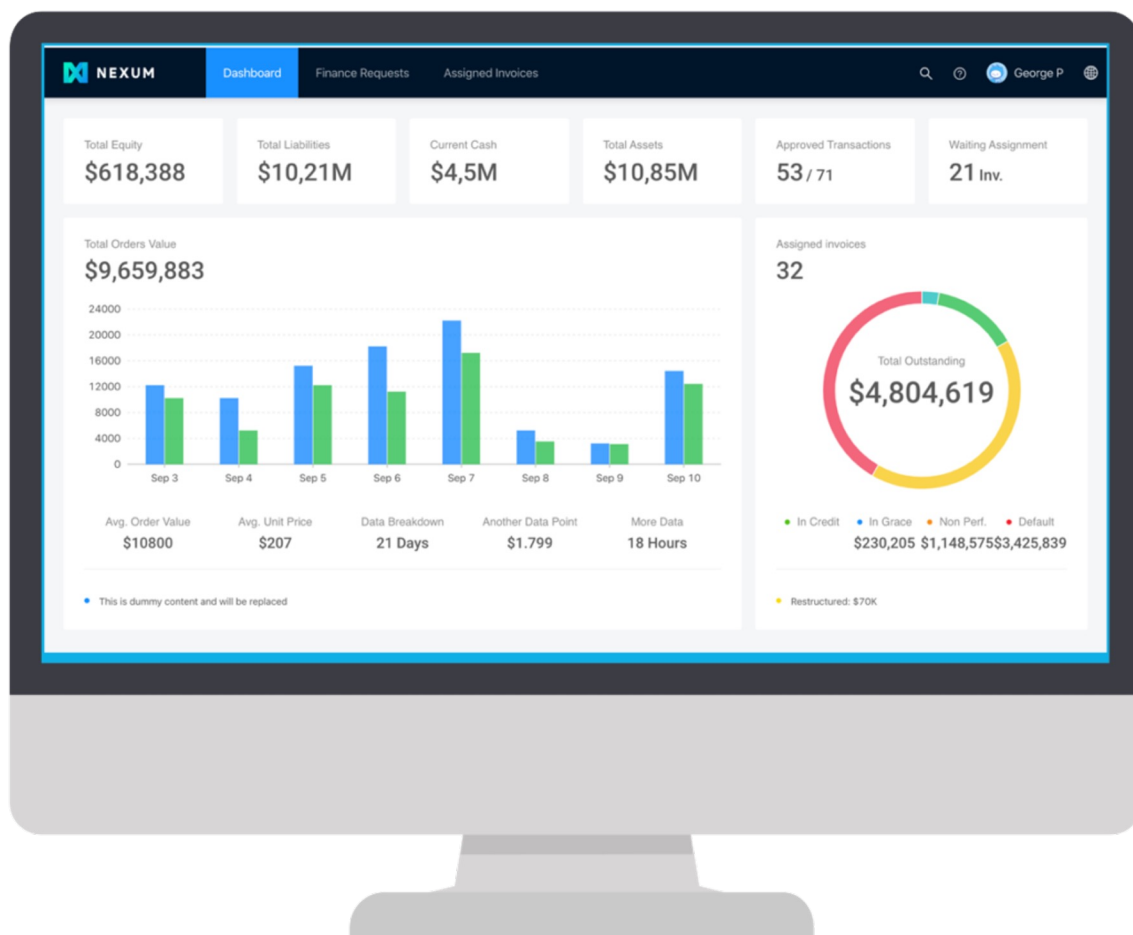 NEXUM Dashboard Finance Requests Assigned Invoices George P
Total Equity
$618,388
Total Liabilities
$10,21M
Current Cash
$4,5M
Total Assets
$10,85M
Approved Transactions
53 / 71
Waiting Assignment
21 Inv.
Total Orders Value
$9,659,883
24000
20000
16000
12000
8000
4000
0
Sep 3 Sep 4 Sep 5 Sep 6 Sep 7 Sep 8 Sep 9 Sep 10
Avg. Order Value
$10800
Avg. Unit Price
$207
Data Breakdown
21 Days
Another Data Point
$1.799
More Data
18 Hours
This is dummy content and will be replaced
Assigned invoices
32
Total Outstanding
$4,804,619
In Credit In Grace Non Perf. Default
$230,205 $1,148,575$3,425,839
Restructured: $70K